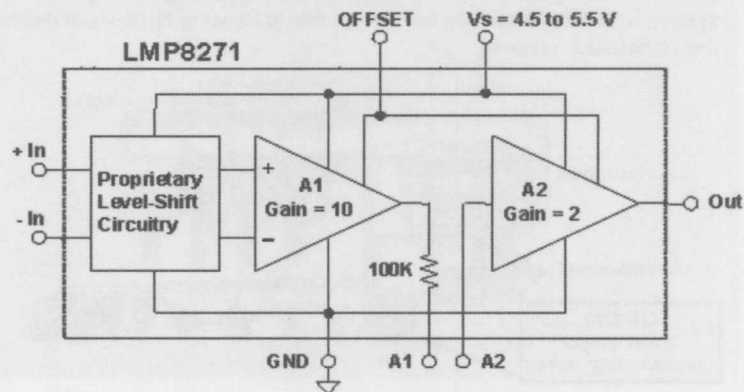 OFFSET
Vs = 4.5 to 5.5 V
LMP8271
+ In
- In
Proprietary
Level-Shift
Circuitry
+
A1
Gain = 10
-
A2
Gain = 2
Out
100K
GND
A1
A2